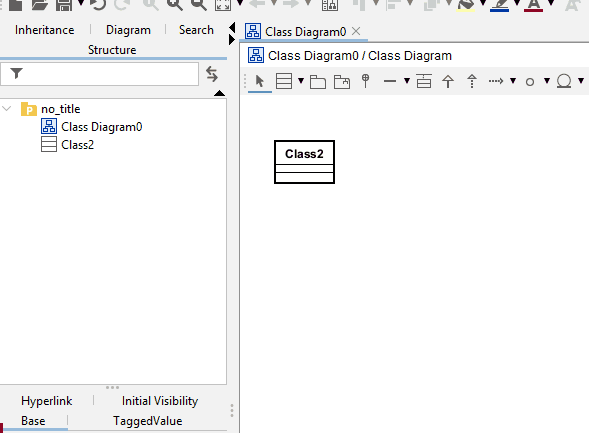 Inheritance Diagram Search
Structure
no_title
Class Diagram0
Class2
Hyperlink Initial Visibility
Base TaggedValue
Class Diagram0
Class Diagram0 / Class Diagram
Class2